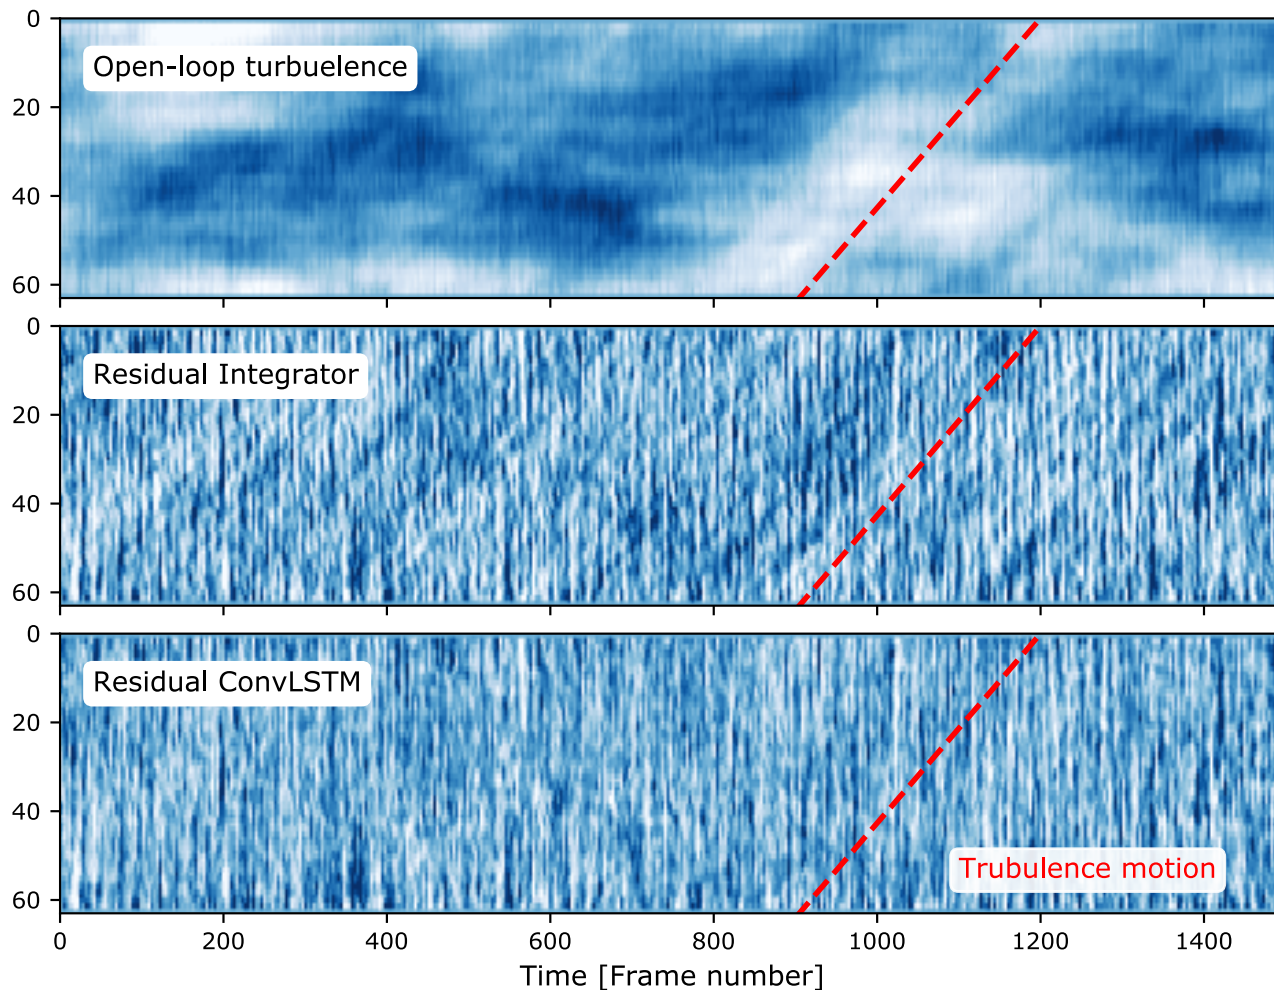 0
Open-loop turbuelence
20
40
60
0
Residual Integrator
20
40
60
0
Residual ConvLSTM
20
40
Trubulence motion
60
0 200 400 600 800 1000 1200 1400
Time [Frame number]